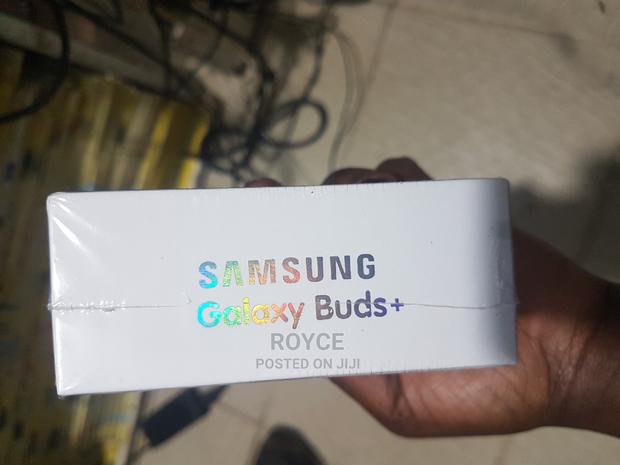 SAMSUNG
Galaxy Buds+
ROYCE
POSTED ON JIJI